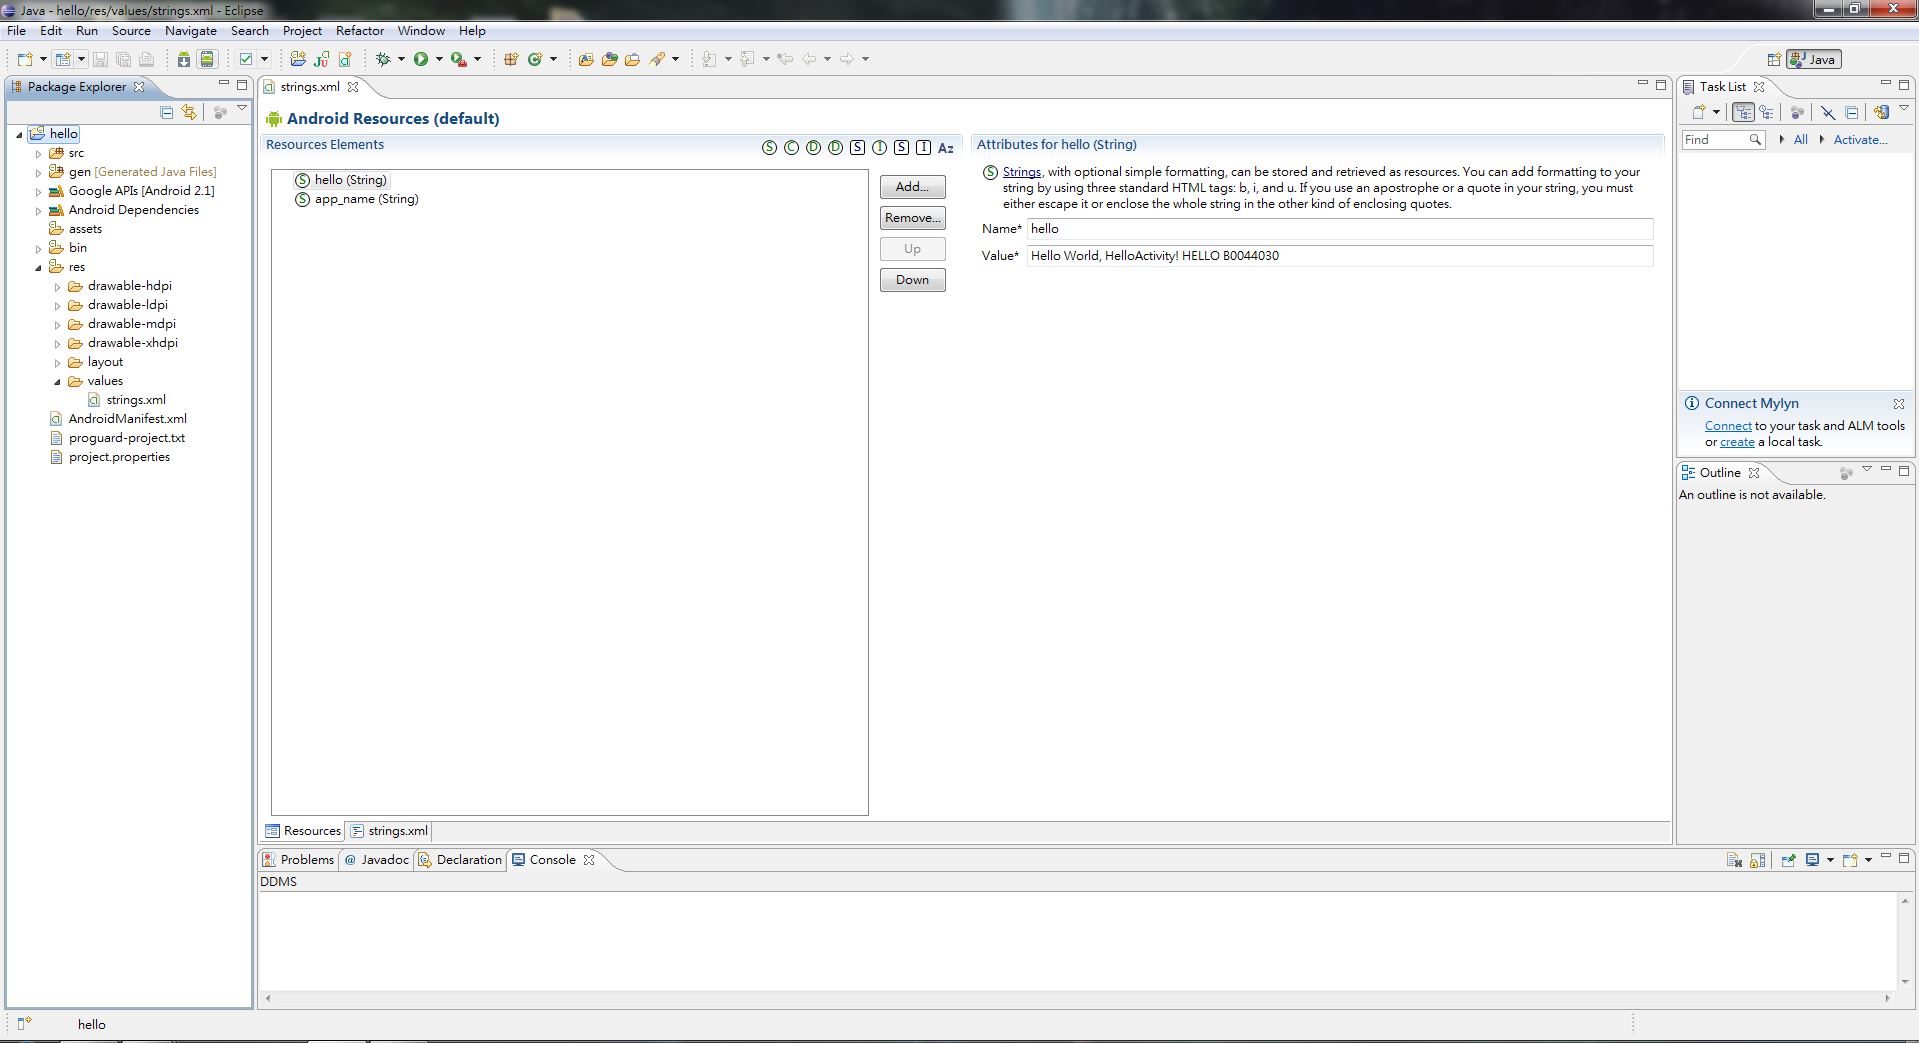 Java - hello/res/values/strings.xml - Eclipse
File Edit Run Source Navigate Search Project Refactor Window Help
Java
Package Explorer
hello
src
gen [Generated Java Files]
Google APIs [Android 2.1]
Android Dependencies
assets
bin
res
drawable-hdpi
drawable-ldpi
drawable-mdpi
drawable-xhdpi
layout
values
strings.xml
AndroidManifest.xml
proguard-project.txt
project.properties
strings.xml
Android Resources (default)
Resources Elements
S C D D S I S I Az
S hello (String)
S app_name (String)
Add...
Remove...
Up
Down
Attributes for hello (String)
S Strings, with optional simple formatting, can be stored and retrieved as resources. You can add formatting to your
string by using three standard HTML tags: b, i, and u. If you use an apostrophe or a quote in your string, you must
either escape it or enclose the whole string in the other kind of enclosing quotes.
Name* hello
Value* Hello World, HelloActivity! HELLO B0044030
Resources strings.xml
Task List
Find All Activate...
Connect Mylyn
Connect to your task and ALM tools
or create a local task.
Outline
An outline is not available.
Problems @ Javadoc Declaration Console
DDMS
hello